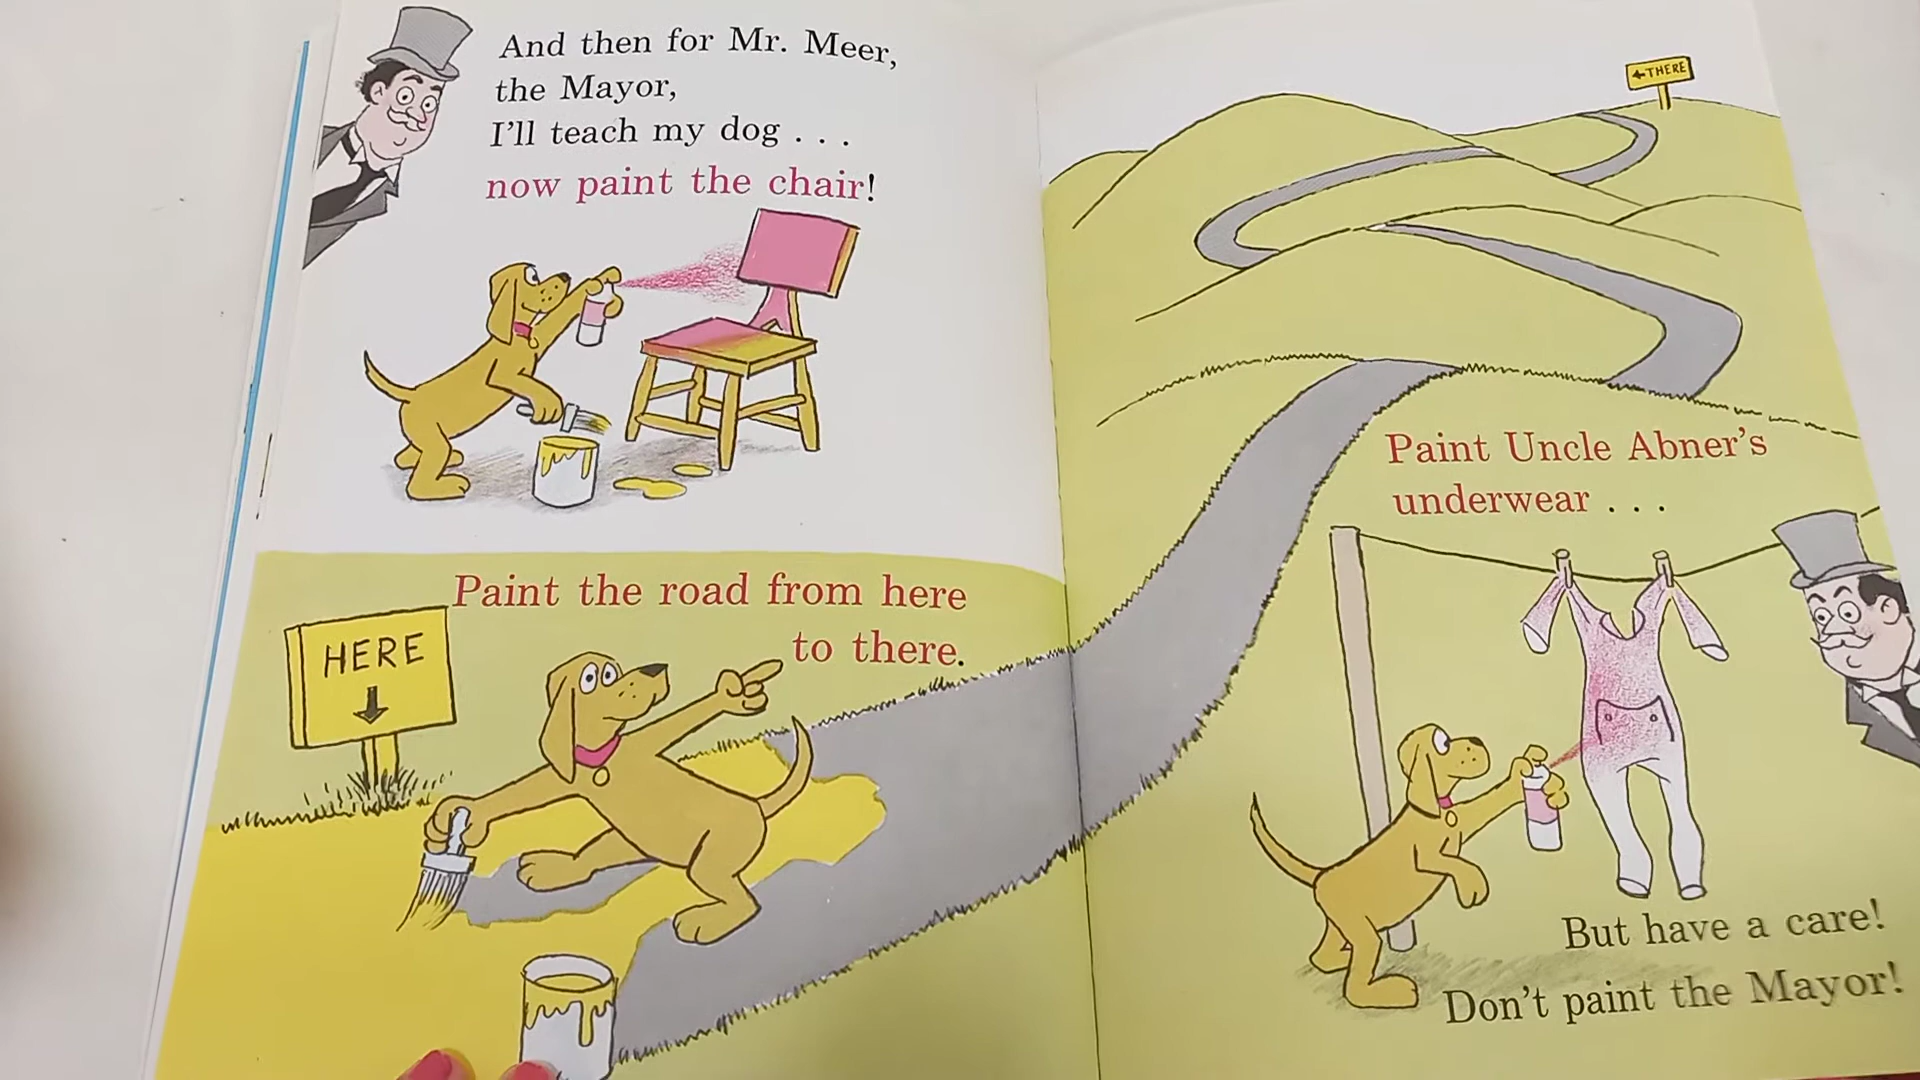 And then for Mr. Meer,
the Mayor,
I'll teach my dog . . .
now paint the chair!
Paint the road from here
to there.
HERE
←THERE
Paint Uncle Abner's
underwear . . .
But have a care!
Don't paint the Mayor!